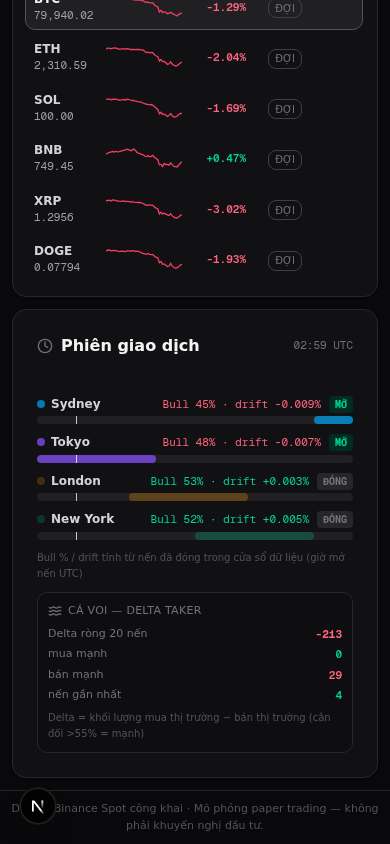 BTC -1.29% ĐỢI
79,940.02
ETH -2.04% ĐỢI
2,310.59
SOL -1.69% ĐỢI
100.00
BNB +0.47% ĐỢI
749.45
XRP -3.02% ĐỢI
1.2956
DOGE -1.93% ĐỢI
0.07794
Phiên giao dịch 02:59 UTC
Sydney Bull 45% · drift -0.009% MỞ
Tokyo Bull 48% · drift -0.007% MỞ
London Bull 53% · drift +0.003% ĐÓNG
New York Bull 52% · drift +0.005% ĐÓNG
Bull % / drift tính từ nến đã đóng trong cửa sổ dữ liệu (giờ mở
nến UTC)
CÁ VOI — DELTA TAKER
Delta ròng 20 nến -213
mua mạnh 0
bán mạnh 29
nến gần nhất 4
Delta = khối lượng mua thị trường − bán thị trường (cân
đối >55% = mạnh)
N
Binance Spot công khai · Mô phỏng paper trading — không
phải khuyến nghị đầu tư.